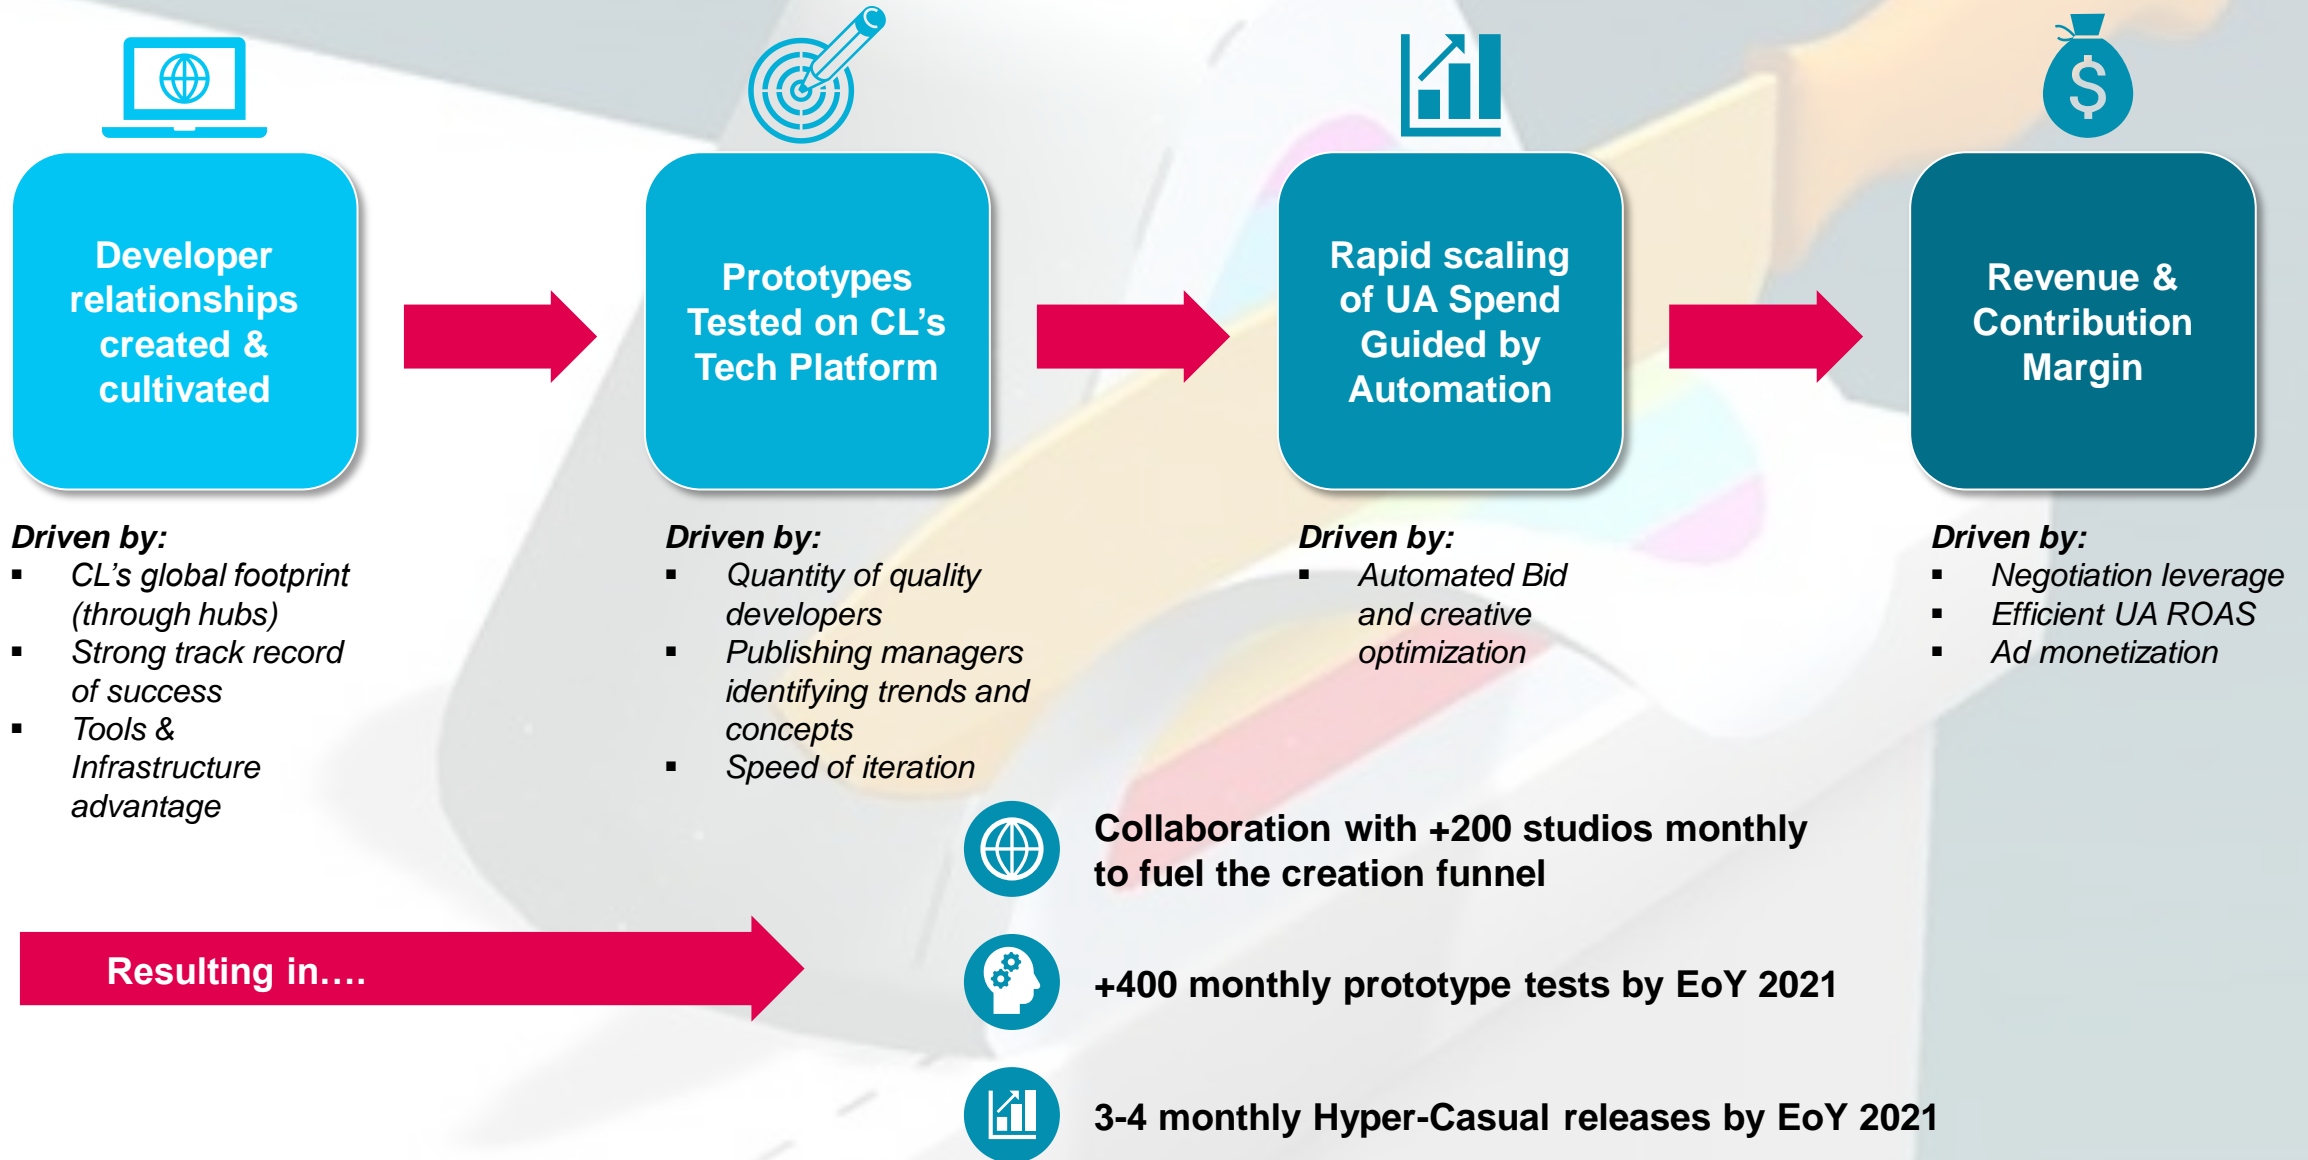 Developer
relationships
created &
cultivated
Prototypes
Tested on CL’s
Tech Platform
Rapid scaling
of UA Spend
Guided by
Automation
Revenue &
Contribution
Margin
Driven by:
▪ CL’s global footprint
(through hubs)
▪ Strong track record
of success
▪ Tools &
Infrastructure
advantage
Driven by:
▪ Quantity of quality
developers
▪ Publishing managers
identifying trends and
concepts
▪ Speed of iteration
Driven by:
▪ Automated Bid
and creative
optimization
Driven by:
▪ Negotiation leverage
▪ Efficient UA ROAS
▪ Ad monetization
Resulting in….
Collaboration with +200 studios monthly
to fuel the creation funnel
+400 monthly prototype tests by EoY 2021
3-4 monthly Hyper-Casual releases by EoY 2021